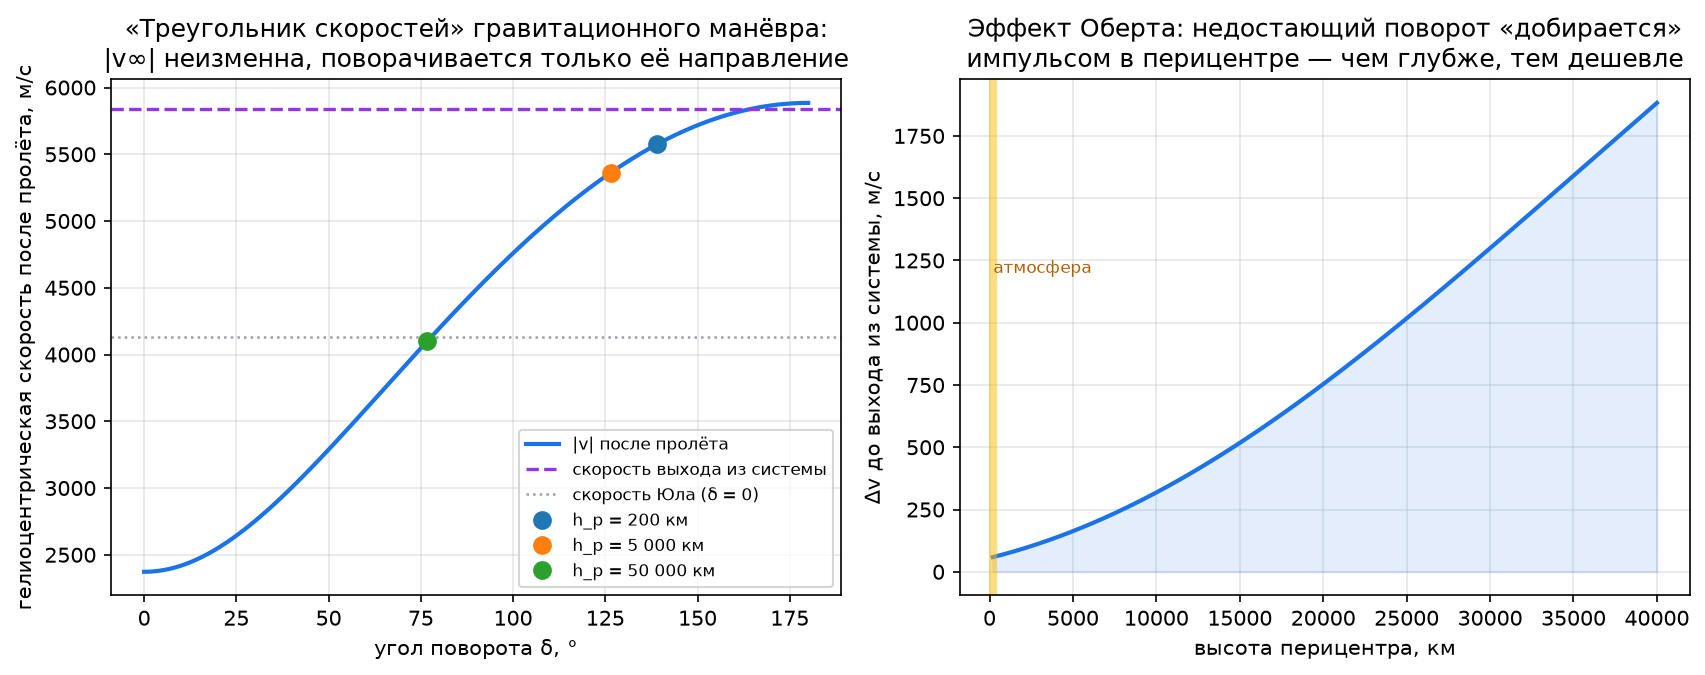 «Треугольник скоростей» гравитационного манёвра:
|v∞| неизменна, поворачивается только её направление
гелиоцентрическая скорость после пролёта, м/с
6000
5500
5000
4500
4000
3500
3000
2500
|v| после пролёта
скорость выхода из системы
скорость Юла (δ = 0)
h_p = 200 км
h_p = 5 000 км
h_p = 50 000 км
0 25 50 75 100 125 150 175
угол поворота δ, °
Эффект Оберта: недостающий поворот «добирается»
импульсом в перицентре — чем глубже, тем дешевле
Δv до выхода из системы, м/с
1750
1500
1250
1000
750
500
250
0
атмосфера
0 5000 10000 15000 20000 25000 30000 35000 40000
высота перицентра, км